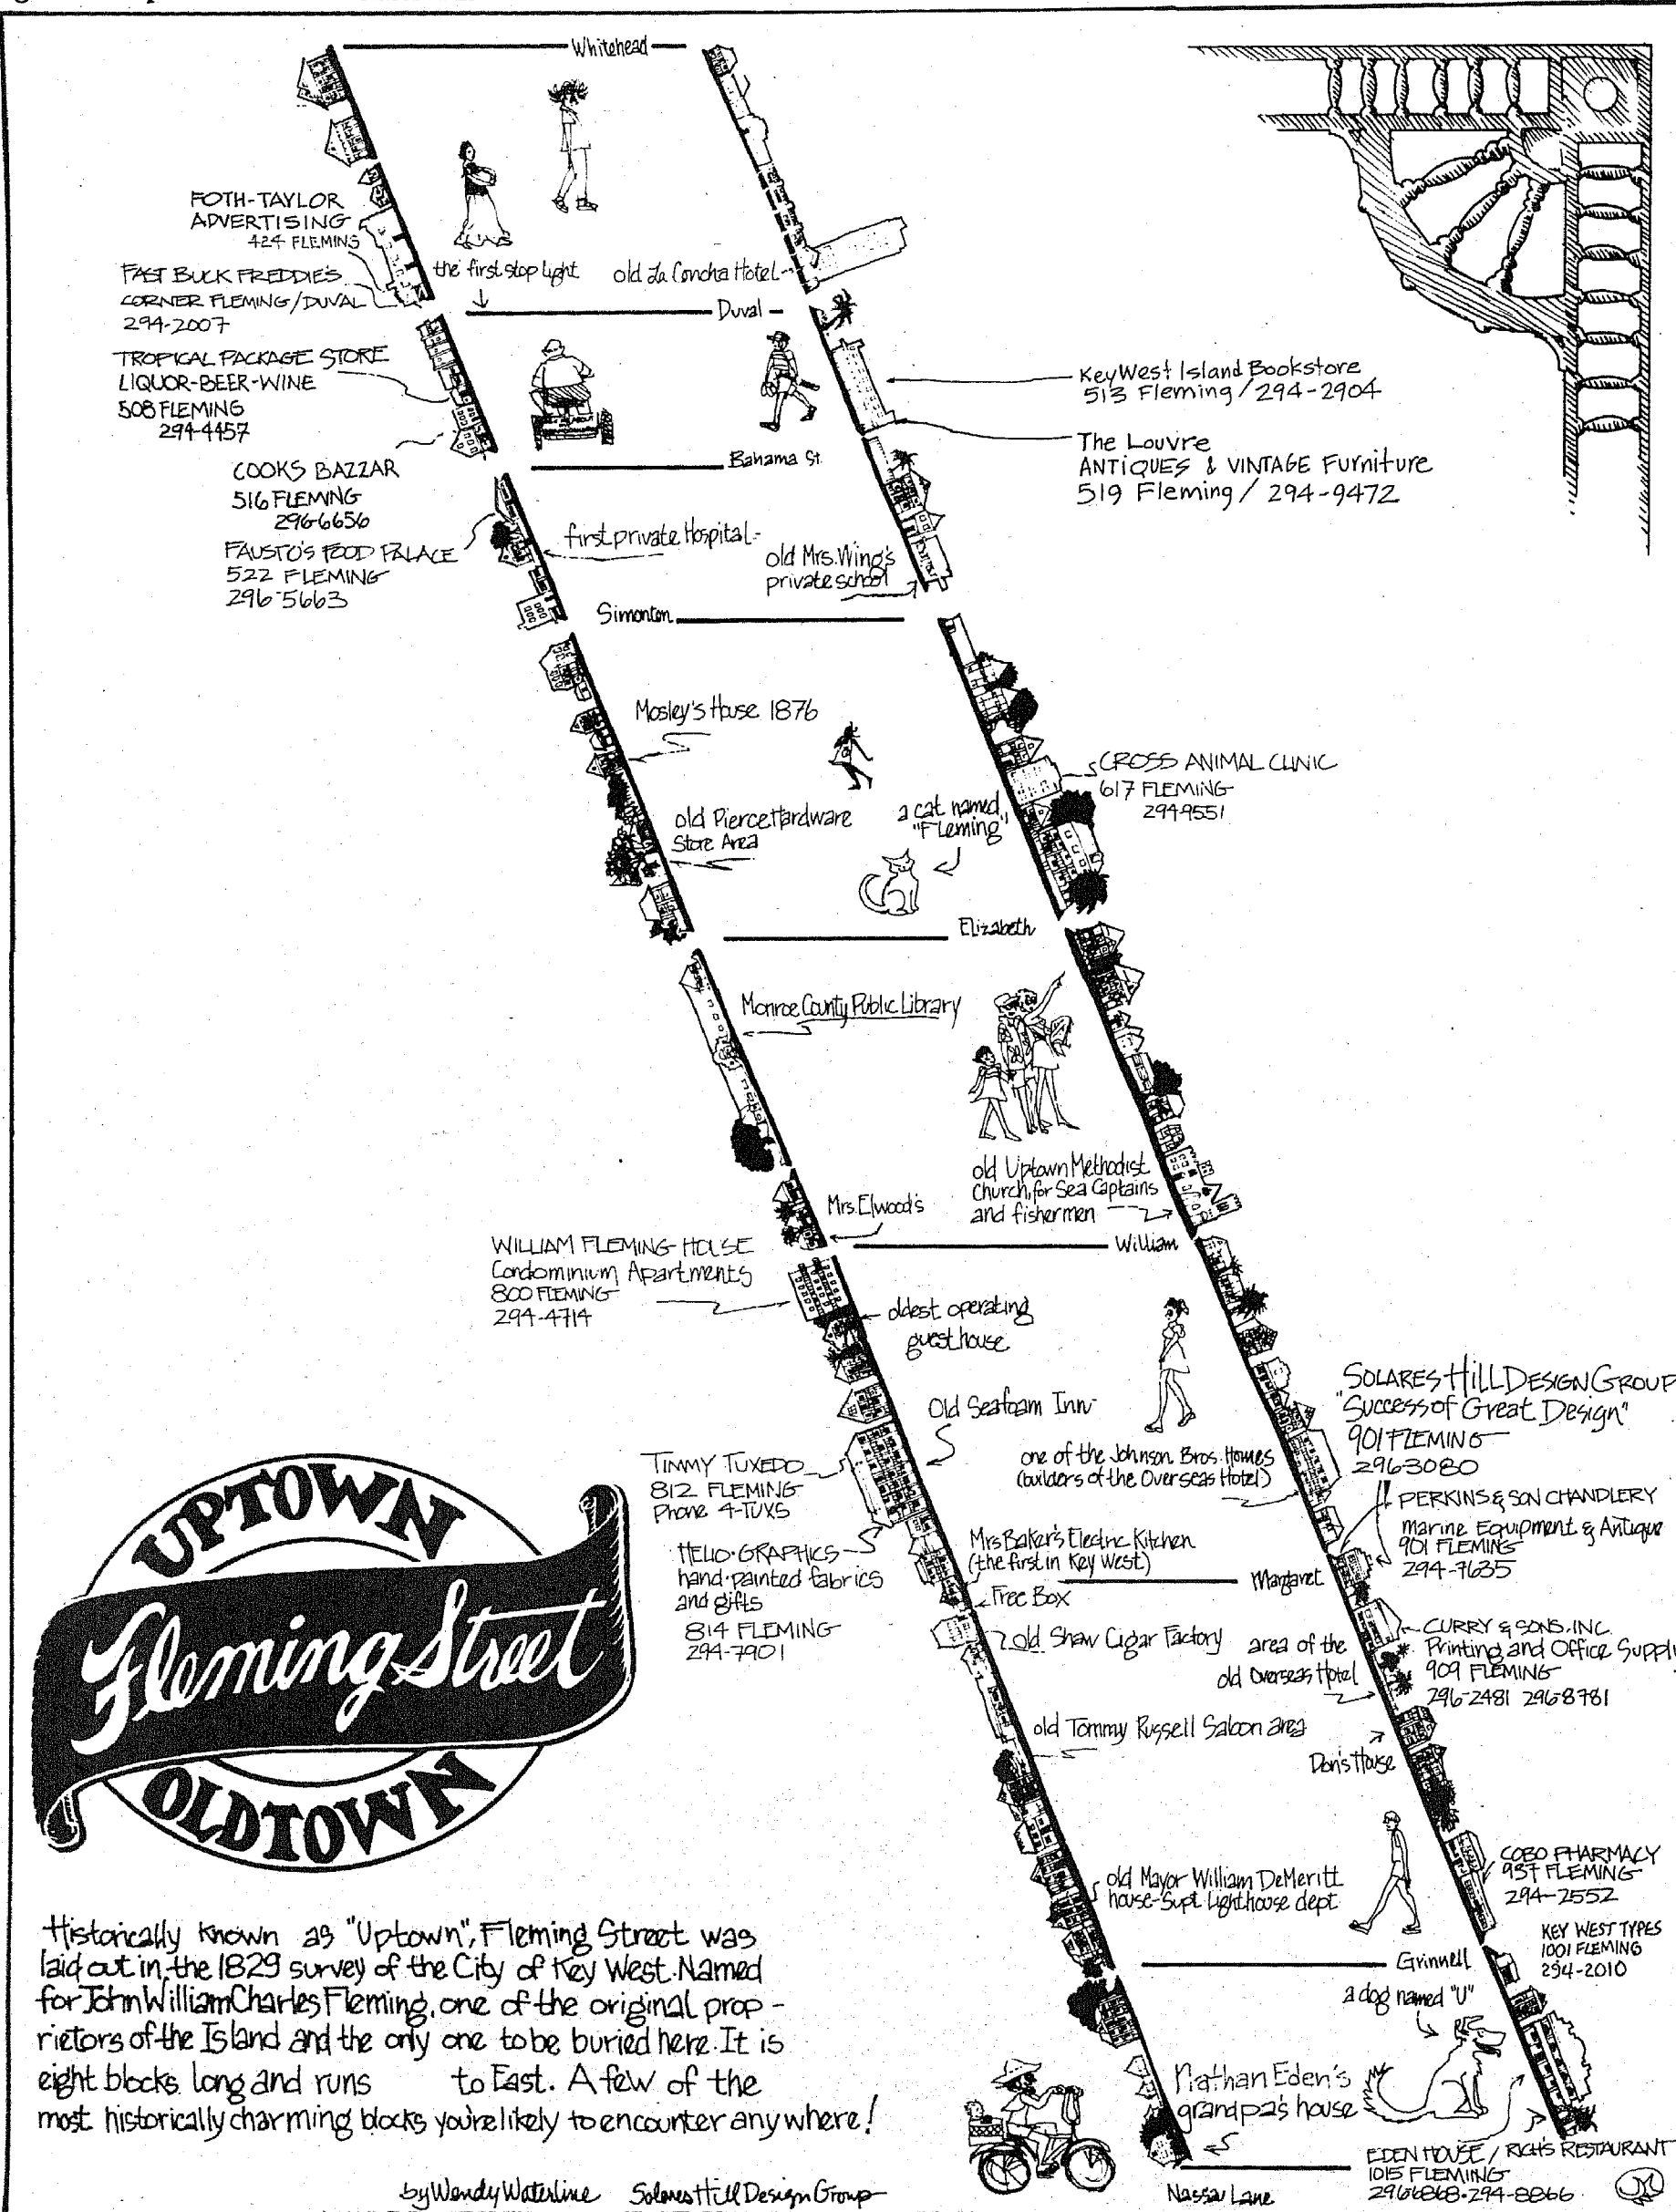 Whitehead
FOTH-TAYLOR
ADVERTISING
424 FLEMING
FAST BUCK FREDDIE'S
CORNER FLEMING/DUVAL
294-2007
the first stop light
old La Concha Hotel
Duval
TROPICAL PACKAGE STORE
LIQUOR-BEER-WINE
508 FLEMING
294-4457
Key West Island Bookstore
513 Fleming/294-2904
The Louvre
ANTIQUES & VINTAGE Furniture
519 Fleming/294-9472
Bahama St.
COOKS BAZZAR
516 FLEMING
296-6656
FAUSTO'S FOOD PALACE
522 FLEMING
296-5663
first private Hospital
old Mrs. Wing's
private school
Simonton
Mosley's House 1876
CROSS ANIMAL CLINIC
617 FLEMING
294-9551
old Pierce Hardware
Store Area
a cat named
"Fleming"
Elizabeth
Monroe County Public Library
old Uptown Methodist
Church, for Sea Captains
and fishermen
Mrs. Elwood's
William
WILLIAM FLEMING HOUSE
Condominium Apartments
800 FLEMING
294-4714
oldest operating
guest house
Old Seafoam Inn
SOLARES HILL DESIGN GROUP
"Success of Great Design"
901 FLEMING
296-3080
TIMMY TUXEDO
812 FLEMING
Phone 4-TUXS
one of the Johnson Bros. Homes
(builders of the Overseas Hotel)
PERKINS & SON CHANDLERY
marine Equipment & Antique
901 FLEMING
294-7635
HELIO•GRAPHICS
hand•painted fabrics
and gifts
814 FLEMING
294-7901
Mrs Baker's Electric Kitchen
(the first in Key West)
Margaret
Free Box
old Shaw Cigar Factory
area of the
old Overseas Hotel
CURRY & SONS, INC.
Printing and Office Suppli
909 FLEMING
296-2481 296-8781
old Tommy Russell Saloon area
Don's House
UPTOWN
Fleming Street
OLDTOWN
old Mayor William DeMeritt
house-Supt. Lighthouse dept.
COBO PHARMACY
937 FLEMING
294-2552
KEY WEST TYPES
1001 FLEMING
294-2010
Grinnell
a dog named "U"
Historically known as "Uptown", Fleming Street was
laid out in the 1829 survey of the City of Key West. Named
for John William Charles Fleming, one of the original prop-
rietors of the Island and the only one to be buried here. It is
eight blocks long and runs to East. A few of the
most historically charming blocks you're likely to encounter anywhere!
Nathan Eden's
grandpa's house
EDEN HOUSE / RICH'S RESTAURANT
1015 FLEMING
296-6868•294-8866
Nassau Lane
by Wendy Waterline Solares Hill Design Group